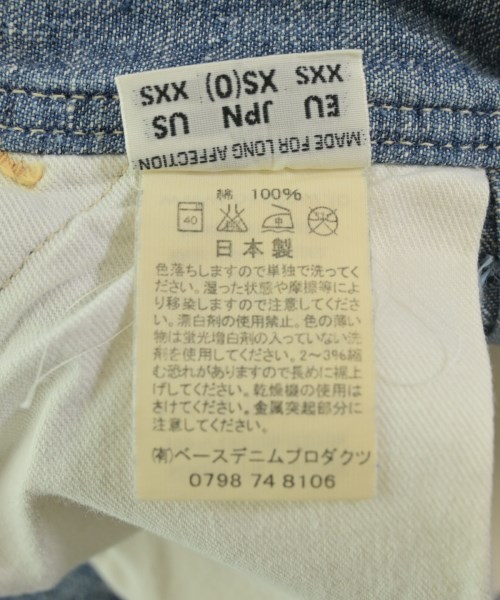 MADE FOR LONG AFFECTION
US JPN EU
XXS XS(0) XXS
綿 100%
40 中
日本製
色落ちしますので単独で洗ってく
ださい。湿った状態や摩擦等によ
り移染しますので注意してくださ
い。漂白剤の使用禁止。色の薄い
物は蛍光増白剤の入っていない洗
剤を使用してください。2~3%縮
む恐れがありますので長めに裾上
げしてください。乾燥機の使用は
さけてください。金属突起部分に
注意してください。
(有)ベースデニムプロダクツ
0798 74 8106